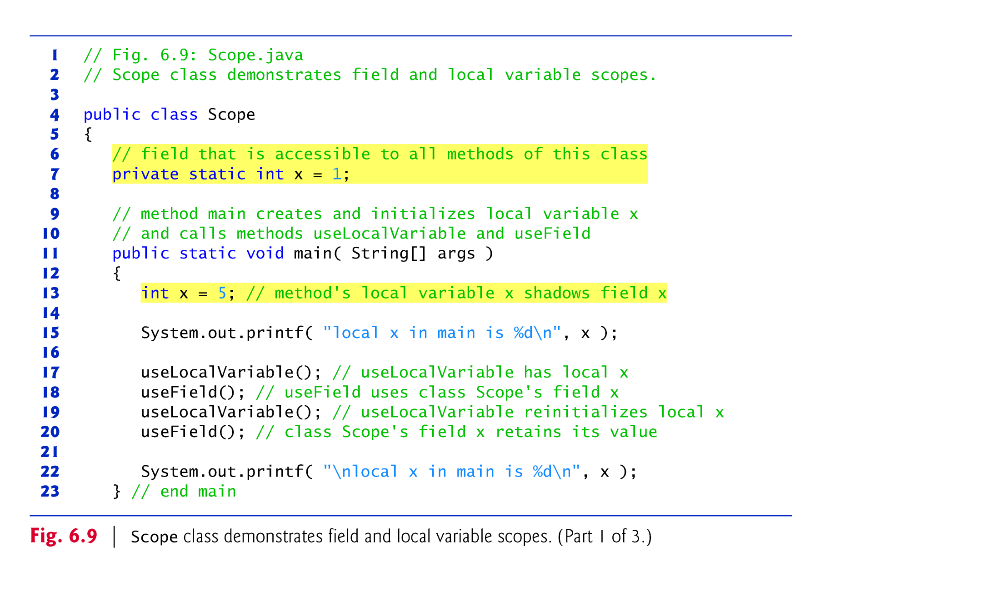 1 // Fig. 6.9: Scope.java
2 // Scope class demonstrates field and local variable scopes.
3
4 public class Scope
5 {
6 // field that is accessible to all methods of this class
7 private static int x = 1;
8
9 // method main creates and initializes local variable x
10 // and calls methods useLocalVariable and useField
11 public static void main( String[] args )
12 {
13 int x = 5; // method's local variable x shadows field x
14
15 System.out.printf( "local x in main is %d\n", x );
16
17 useLocalVariable(); // useLocalVariable has local x
18 useField(); // useField uses class Scope's field x
19 useLocalVariable(); // useLocalVariable reinitializes local x
20 useField(); // class Scope's field x retains its value
21
22 System.out.printf( "\nlocal x in main is %d\n", x );
23 } // end main
Fig. 6.9 | Scope class demonstrates field and local variable scopes. (Part 1 of 3.)